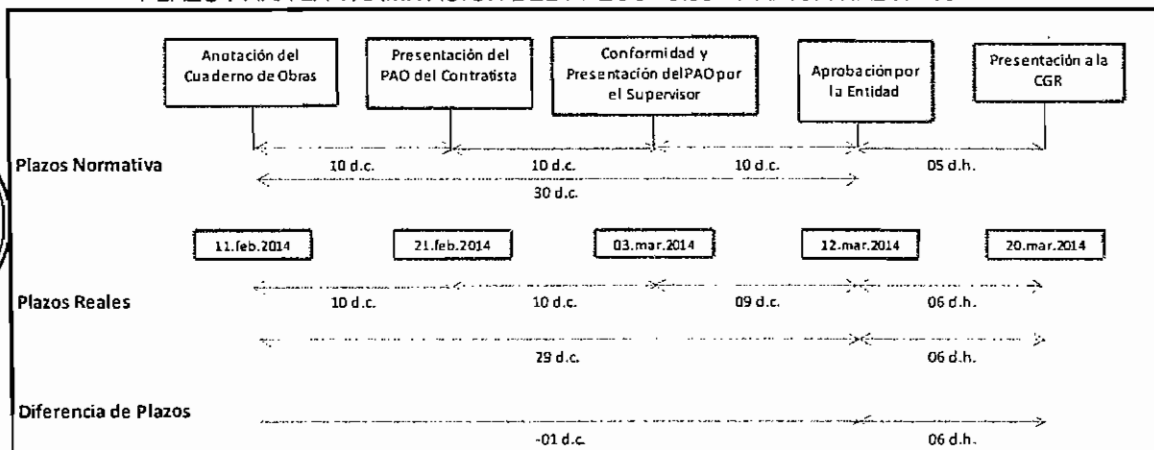 Anotación del
Cuaderno de Obras
Presentación del
PAO del Contratista
Conformidad y
Presentación del PAO por
el Supervisor
Aprobación por
la Entidad
Presentación a la
CGR
Plazos Normativa
10 d.c.
10 d.c.
10 d.c.
05 d.h.
30 d.c.
11.feb.2014
21.feb.2014
03.mar.2014
12.mar.2014
20.mar.2014
Plazos Reales
10 d.c.
10 d.c.
09 d.c.
06 d.h.
29 d.c.
06 d.h.
Diferencia de Plazos
-01 d.c.
06 d.h.